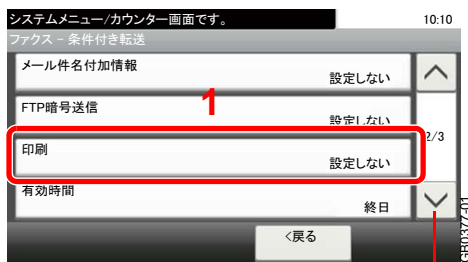 システムメニュー/カウンター画面です。
10:10
ファクス - 条件付き転送
メール件名付加情報
設定しない
1
FTP暗号送信
設定しない
2/3
印刷
設定しない
有効時間
終日
<戻る
GB0377-01